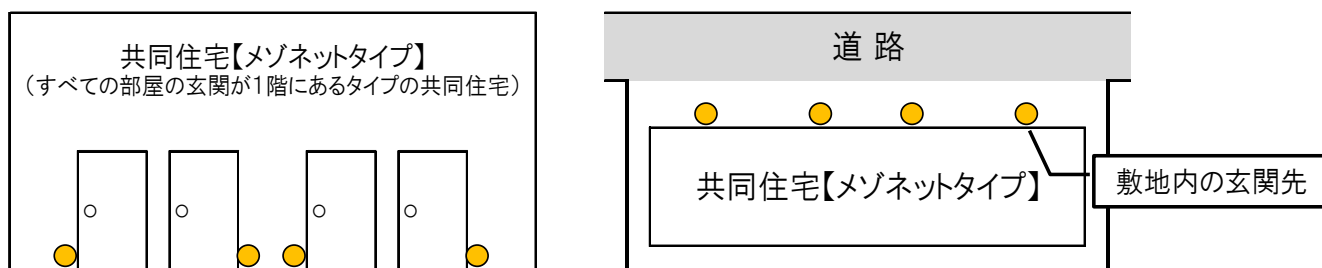 共同住宅【メゾネットタイプ】
（すべての部屋の玄関が1階にあるタイプの共同住宅）
道 路
共同住宅【メゾネットタイプ】
敷地内の玄関先